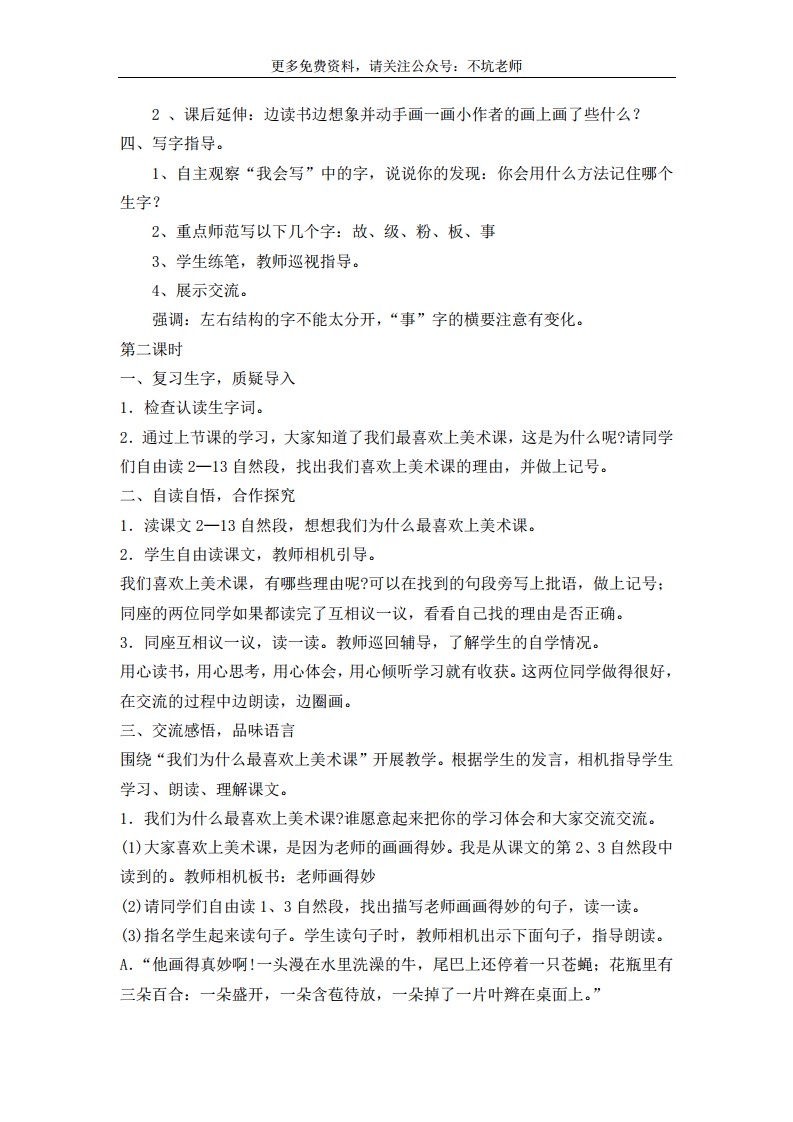 更多免费资料，请关注公众号：不坑老师
2 、课后延伸：边读书边想象并动手画一画小作者的画上画了些什么？
四、写字指导。
1、自主观察“我会写”中的字，说说你的发现：你会用什么方法记住哪个
生字？
2、重点师范写以下几个字：故、级、粉、板、事
3、学生练笔，教师巡视指导。
4、展示交流。
强调：左右结构的字不能太分开，“事”字的横要注意有变化。
第二课时
一、复习生字，质疑导入
1．检查认读生字词。
2．通过上节课的学习，大家知道了我们最喜欢上美术课，这是为什么呢?请同学
们自由读 2—13 自然段，找出我们喜欢上美术课的理由，并做上记号。
二、自读自悟，合作探究
1．渎课文 2—13 自然段，想想我们为什么最喜欢上美术课。
2．学生自由读课文，教师相机引导。
我们喜欢上美术课，有哪些理由呢?可以在找到的句段旁写上批语，做上记号；
同座的两位同学如果都读完了互相议一议，看看自己找的理由是否正确。
3．同座互相议一议，读一读。教师巡回辅导，了解学生的自学情况。
用心读书，用心思考，用心体会，用心倾听学习就有收获。这两位同学做得很好，
在交流的过程中边朗读，边圈画。
三、交流感悟，品味语言
围绕“我们为什么最喜欢上美术课”开展教学。根据学生的发言，相机指导学生
学习、朗读、理解课文。
1．我们为什么最喜欢上美术课?谁愿意起来把你的学习体会和大家交流交流。
(1)大家喜欢上美术课，是因为老师的画画得妙。我是从课文的第 2、3 自然段中
读到的。教师相机板书：老师画得妙
(2)请同学们自由读 1、3 自然段，找出描写老师画画得妙的句子，读一读。
(3)指名学生起来读句子。学生读句子时，教师相机出示下面句子，指导朗读。
A．“他画得真妙啊!一头漫在水里洗澡的牛，尾巴上还停着一只苍蝇；花瓶里有
三朵百合：一朵盛开，一朵含苞待放，一朵掉了一片叶辫在桌面上。”